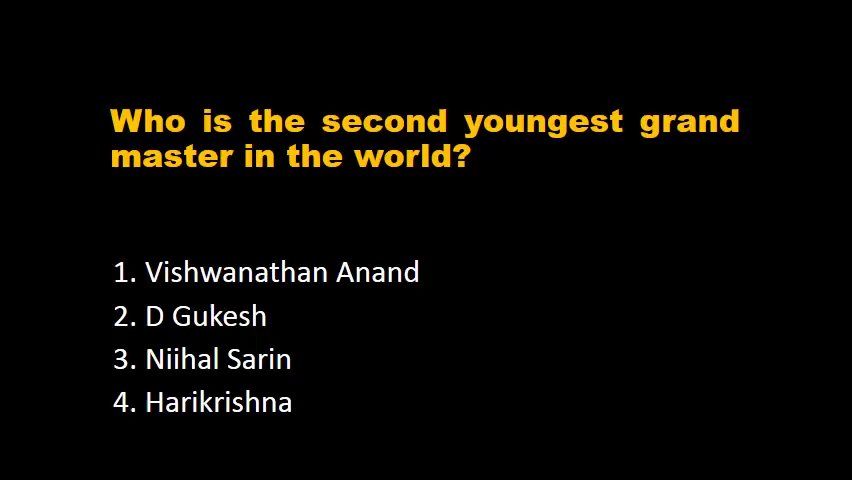 Who is the second youngest grand
master in the world?
1. Vishwanathan Anand
2. D Gukesh
3. Niihal Sarin
4. Harikrishna